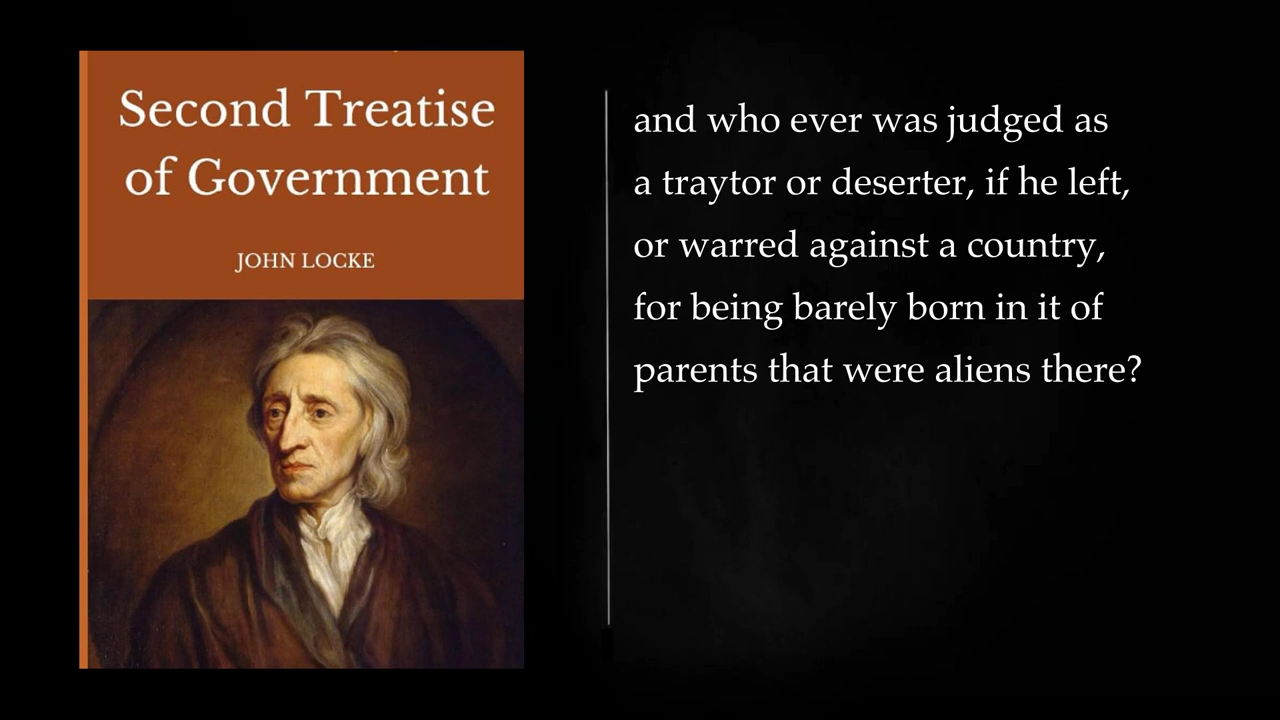 Second Treatise
of Government
JOHN LOCKE
and who ever was judged as
a traytor or deserter, if he left,
or warred against a country,
for being barely born in it of
parents that were aliens there?